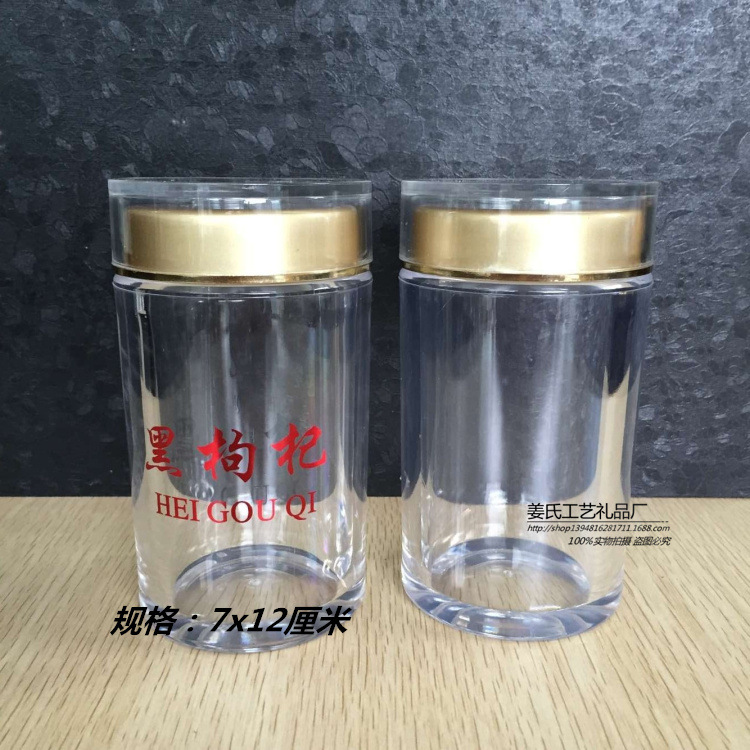 黑枸杞
HEI GOU QI
姜氏工艺礼品厂
http://shop1394816281711.1688.com
100%实物拍摄 盗图必究
规格：7x12厘米